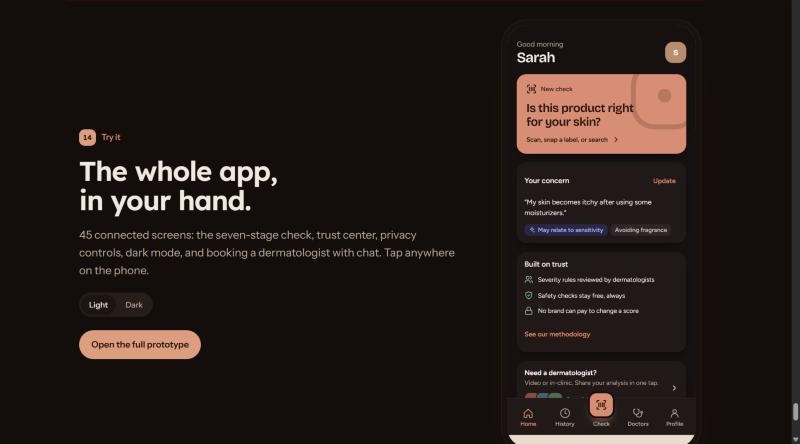 14 Try it
The whole app,
in your hand.
45 connected screens: the seven-stage check, trust center, privacy
controls, dark mode, and booking a dermatologist with chat. Tap anywhere
on the phone.
Light Dark
Open the full prototype
Good morning
Sarah
S
New check
Is this product right
for your skin?
Scan, snap a label, or search
Your concern Update
“My skin becomes itchy after using some
moisturizers.”
May relate to sensitivity Avoiding fragrance
Built on trust
Severity rules reviewed by dermatologists
Safety checks stay free, always
No brand can pay to change a score
See our methodology
Need a dermatologist?
Video or in-clinic. Share your analysis in one tap.
Home History Check Doctors Profile